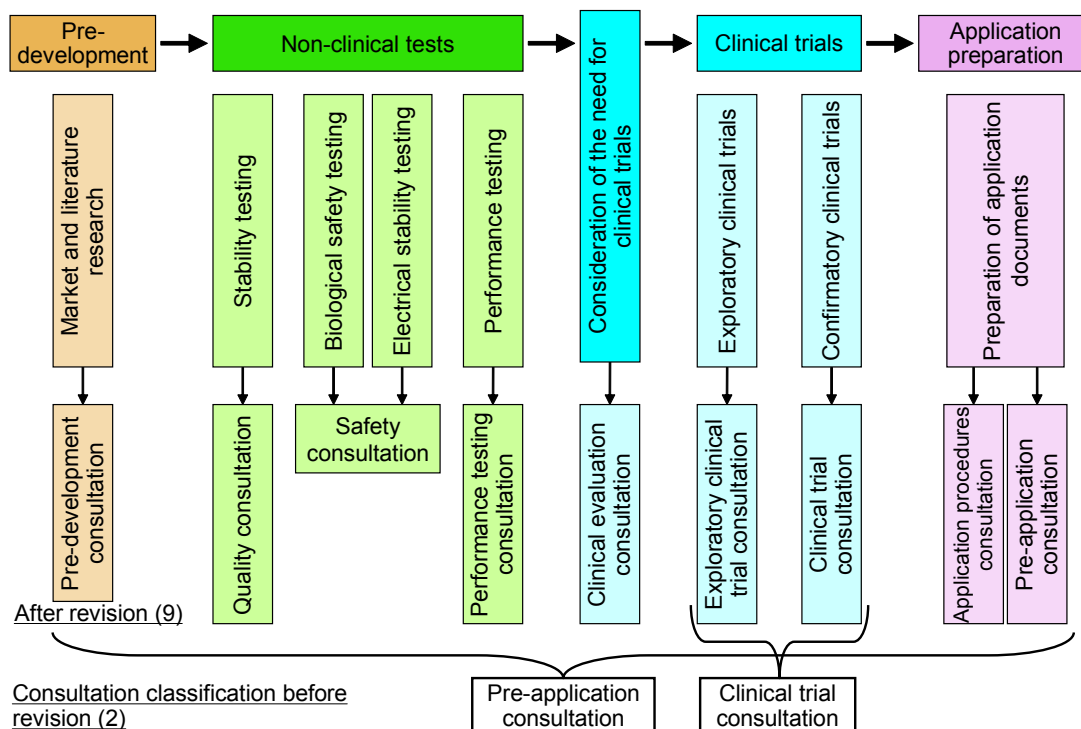 Pre-
development
Non-clinical tests
Consideration of the need for
clinical trials
Clinical trials
Application
preparation
Market and literature
research
Stability testing
Biological safety testing
Electrical stability testing
Performance testing
Exploratory clinical trials
Confirmatory clinical trials
Preparation of application
documents
Pre-development
consultation
Quality consultation
Safety
consultation
Performance testing
consultation
Clinical evaluation
consultation
Exploratory clinical
trial consultation
Clinical trial
consultation
Application procedures
consultation
Pre-application
consultation
After revision (9)
Consultation classification before
revision (2)
Pre-application
consultation
Clinical trial
consultation